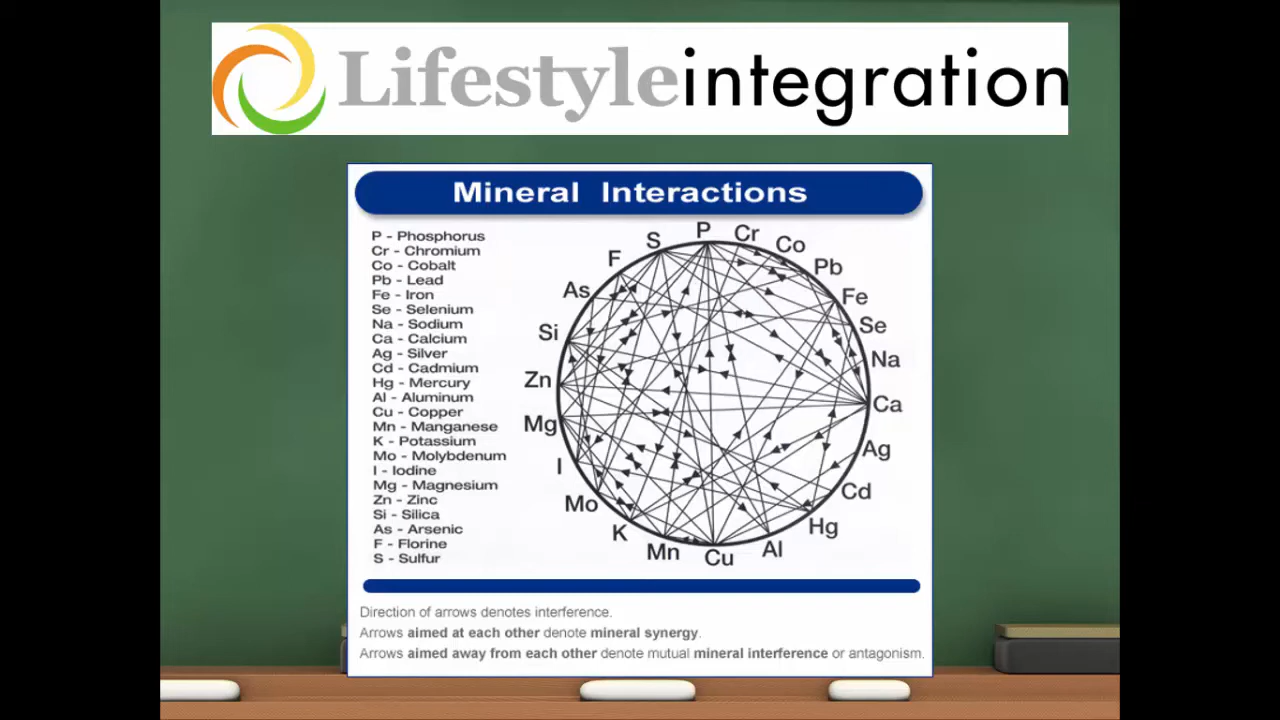 Lifestyleintegration
Mineral Interactions
P - Phosphorus
Cr - Chromium
Co - Cobalt
Pb - Lead
Fe - Iron
Se - Selenium
Na - Sodium
Ca - Calcium
Ag - Silver
Cd - Cadmium
Hg - Mercury
Al - Aluminum
Cu - Copper
Mn - Manganese
K - Potassium
Mo - Molybdenum
I - Iodine
Mg - Magnesium
Zn - Zinc
Si - Silica
As - Arsenic
F - Florine
S - Sulfur
P
Cr
Co
Pb
Fe
Se
Na
Ca
Ag
Cd
Hg
Al
Cu
Mn
K
Mo
I
Mg
Zn
Si
As
F
S
Direction of arrows denotes interference.
Arrows aimed at each other denote mineral synergy.
Arrows aimed away from each other denote mutual mineral interference or antagonism.